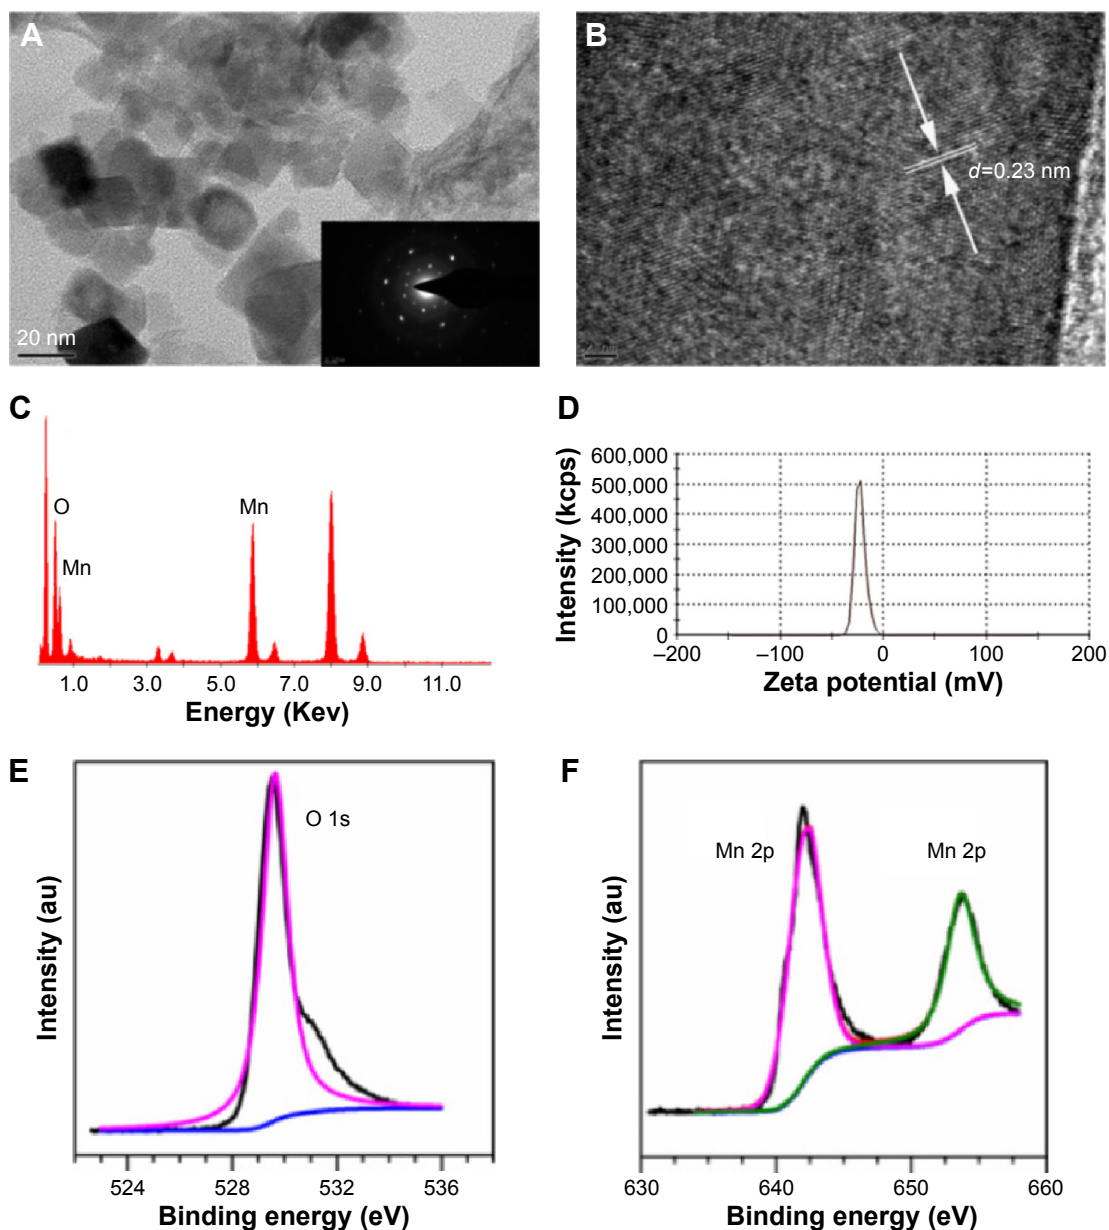 A
20 nm
B
d=0.23 nm
C
O
Mn
Mn
1.0 3.0 5.0 7.0 9.0 11.0
Energy (Kev)
D
Intensity (kcps)
600,000
500,000
400,000
300,000
200,000
100,000
0
–200 –100 0 100 200
Zeta potential (mV)
E
Intensity (au)
O 1s
524 528 532 536
Binding energy (eV)
F
Intensity (au)
Mn 2p
Mn 2p
630 640 650 660
Binding energy (eV)